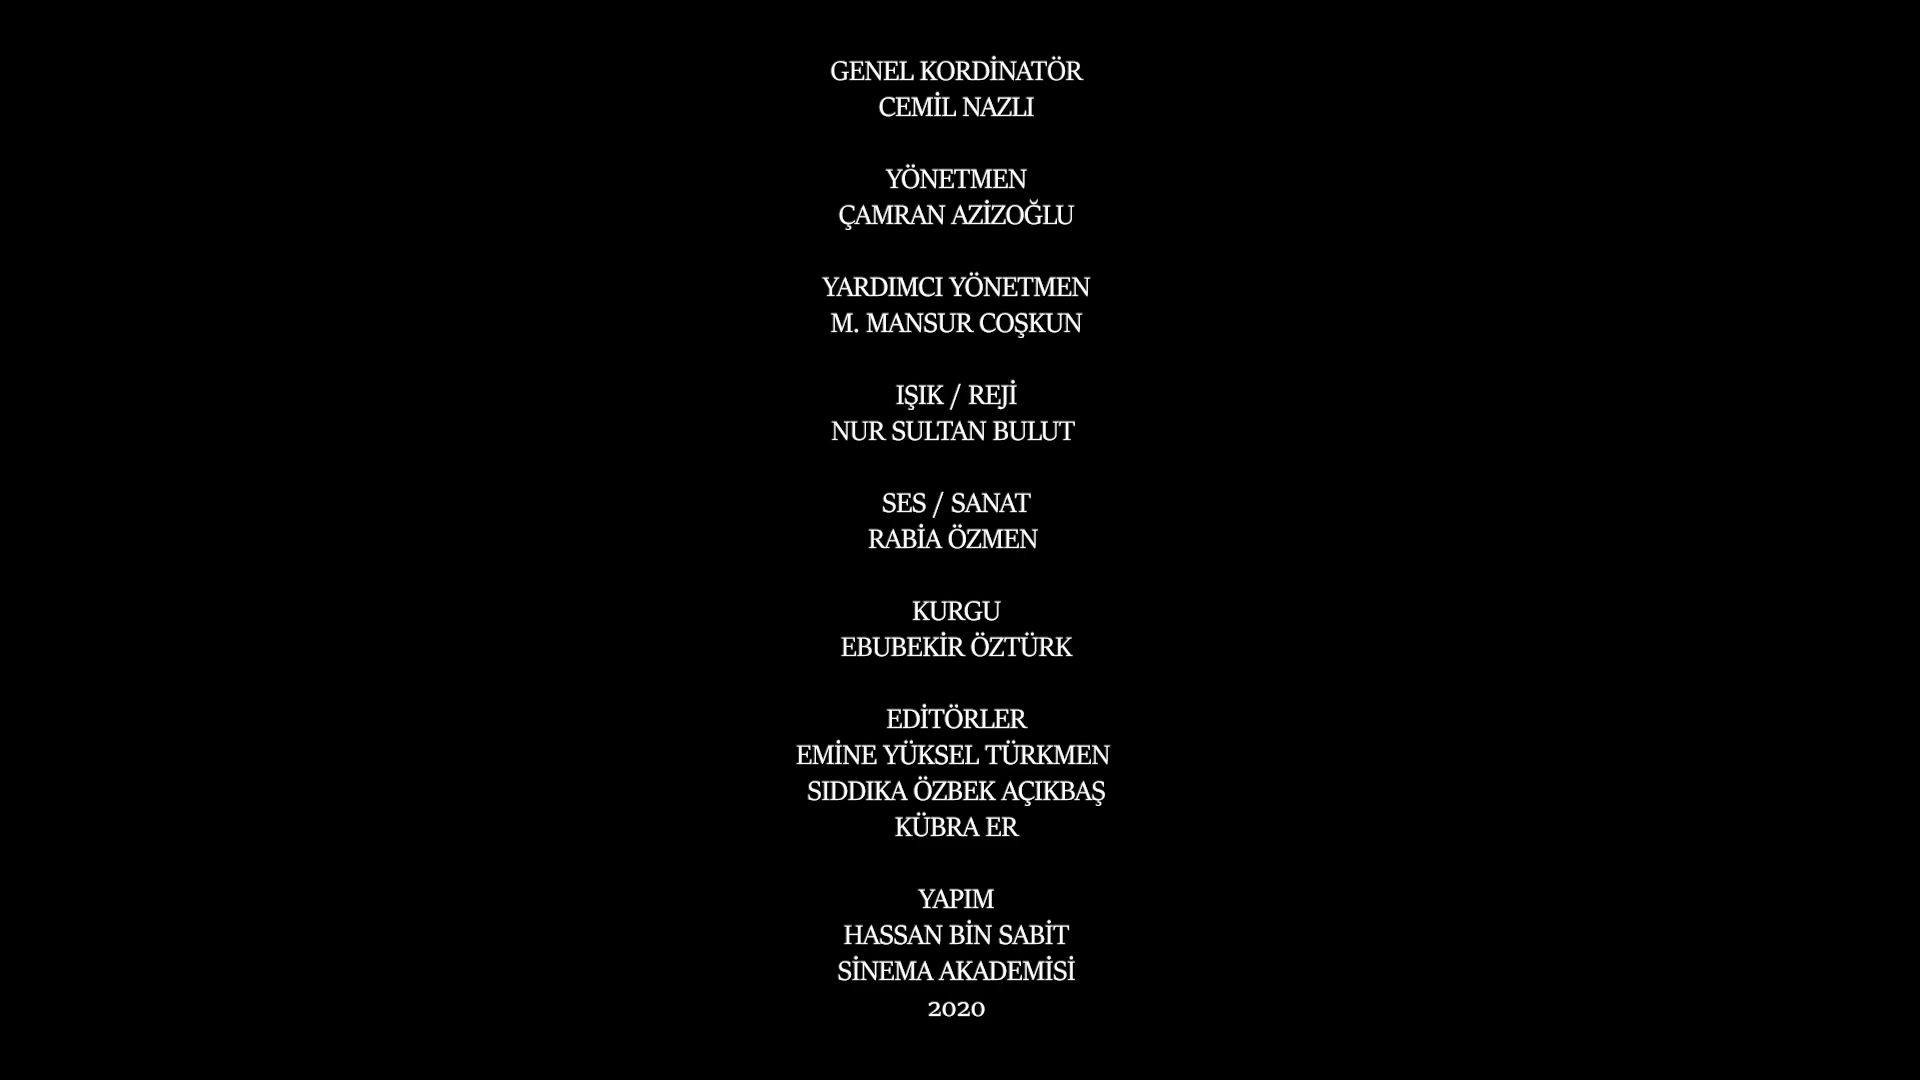 GENEL KORDİNATÖR
CEMİL NAZLI
YÖNETMEN
ÇAMRAN AZİZOĞLU
YARDIMCI YÖNETMEN
M. MANSUR COŞKUN
IŞIK / REJİ
NUR SULTAN BULUT
SES / SANAT
RABİA ÖZMEN
KURGU
EBUBEKİR ÖZTÜRK
EDİTÖRLER
EMİNE YÜKSEL TÜRKMEN
SIDDIKA ÖZBEK AÇIKBAŞ
KÜBRA ER
YAPIM
HASSAN BİN SABİT
SİNEMA AKADEMİSİ
2020